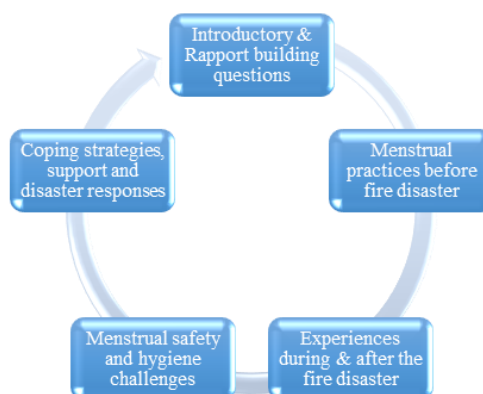 Introductory &
Rapport building
questions
Menstrual
practices before
fire disaster
Experiences
during & after the
fire disaster
Menstrual safety
and hygiene
challenges
Coping strategies,
support and
disaster responses